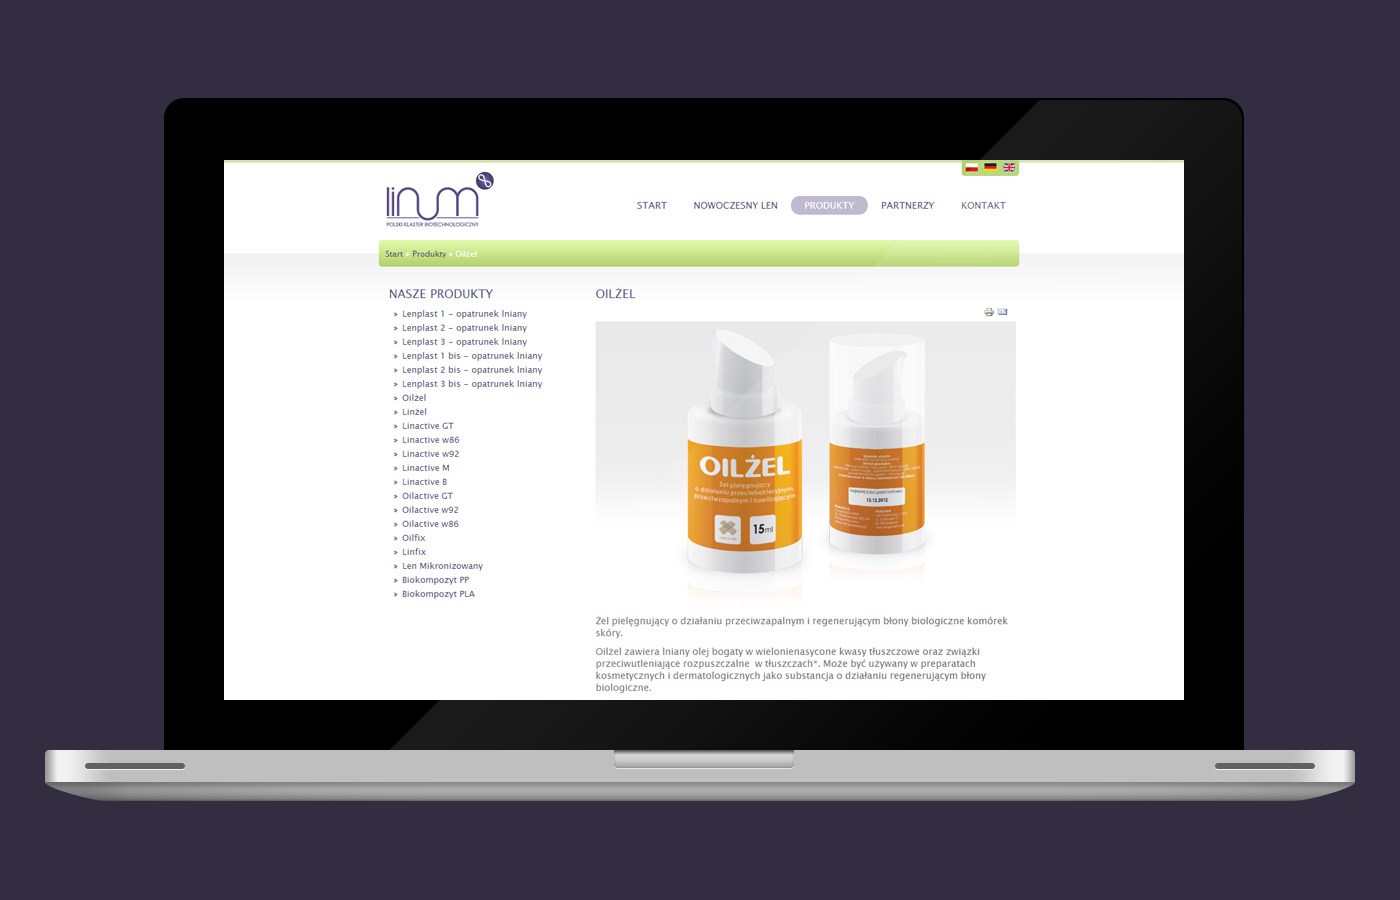 linum
POLSKI KLASTER BIOTECHNOLOGICZNY
START
NOWOCZESNY LEN
PRODUKTY
PARTNERZY
KONTAKT
Start » Produkty » Oilżel
NASZE PRODUKTY
» Lenplast 1 - opatrunek lniany
» Lenplast 2 - opatrunek lniany
» Lenplast 3 - opatrunek lniany
» Lenplast 1 bis - opatrunek lniany
» Lenplast 2 bis - opatrunek lniany
» Lenplast 3 bis - opatrunek lniany
» Oilżel
» Linżel
» Linactive GT
» Linactive w86
» Linactive w92
» Linactive M
» Linactive B
» Oilactive GT
» Oilactive w92
» Oilactive w86
» Oilfix
» Linfix
» Len Mikronizowany
» Biokompozyt PP
» Biokompozyt PLA
OILŻEL
OILŻEL
Żel pielęgnujący
o działaniu przeciwbakteryjnym,
przeciwzapalnym i nawilżającym
15ml
12.12.2012
Żel pielęgnujący o działaniu przeciwzapalnym i regenerującym błony biologiczne komórek
skóry.
Oilżel zawiera lniany olej bogaty w wielonienasycone kwasy tłuszczowe oraz związki
przeciwutleniające rozpuszczalne w tłuszczach*. Może być używany w preparatach
kosmetycznych i dermatologicznych jako substancja o działaniu regenerującym błony
biologiczne.